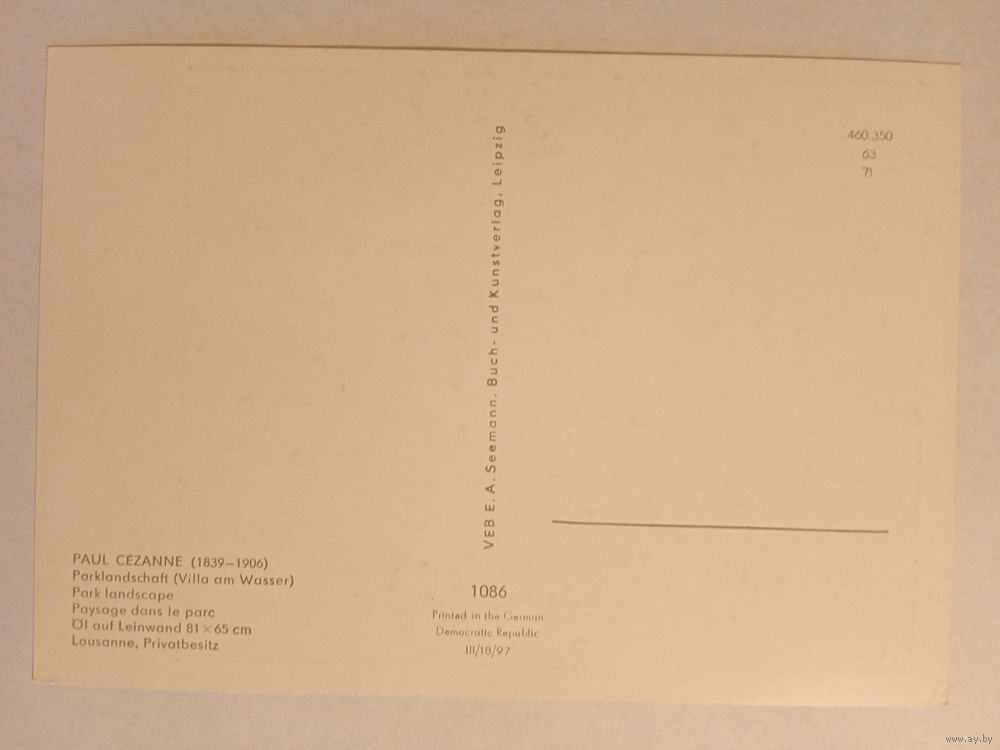 460.350
63
71
VEB E. A. Seemann. Buch- und Kunstverlag, Leipzig
PAUL CÉZANNE (1839–1906)
Parklandschaft (Villa am Wasser)
Park landscape
Paysage dans le parc
Öl auf Leinwand 81×65 cm
Lausanne, Privatbesitz
1086
Printed in the German
Democratic Republic
III/18/97
www.ay.by